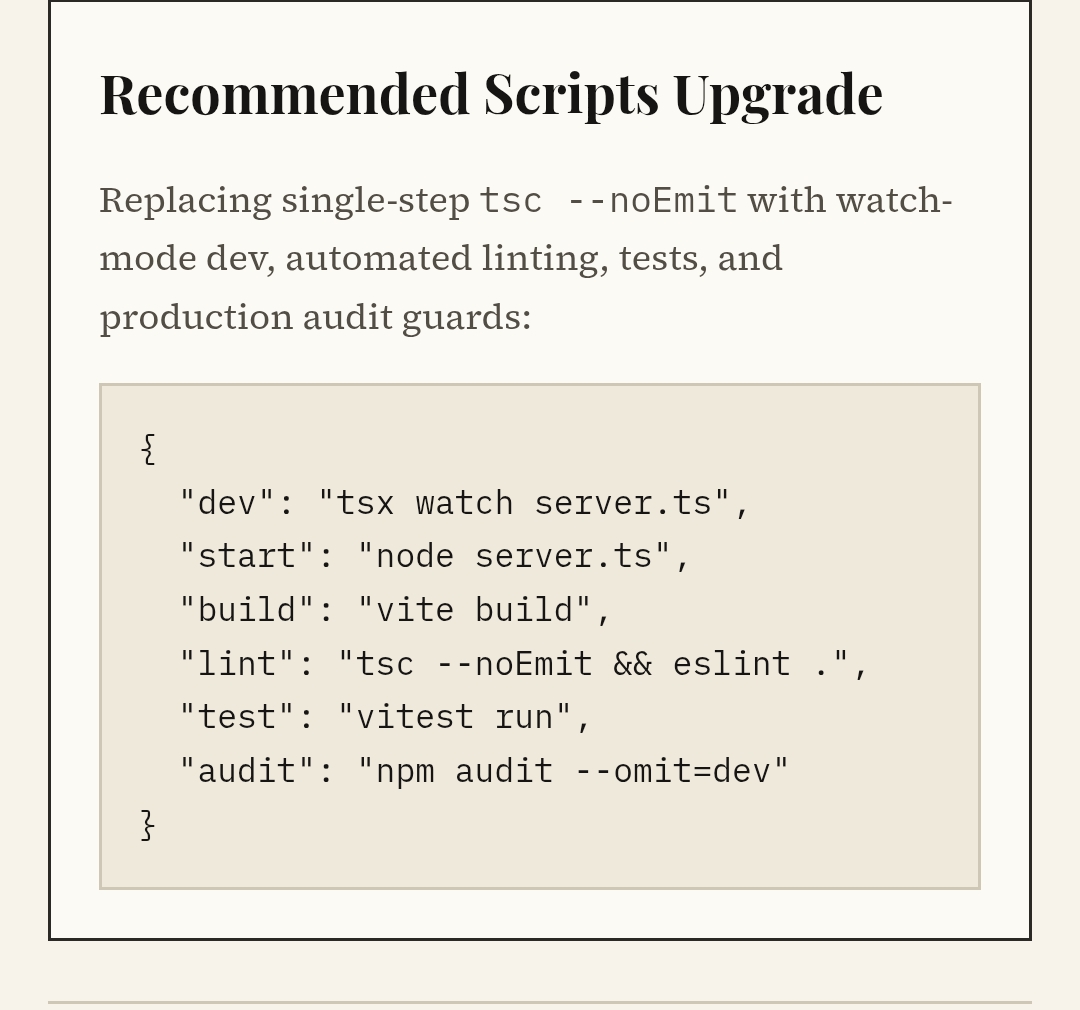 Recommended Scripts Upgrade
Replacing single-step tsc --noEmit with watch-
mode dev, automated linting, tests, and
production audit guards:
{
  "dev": "tsx watch server.ts",
  "start": "node server.ts",
  "build": "vite build",
  "lint": "tsc --noEmit && eslint .",
  "test": "vitest run",
  "audit": "npm audit --omit=dev"
}